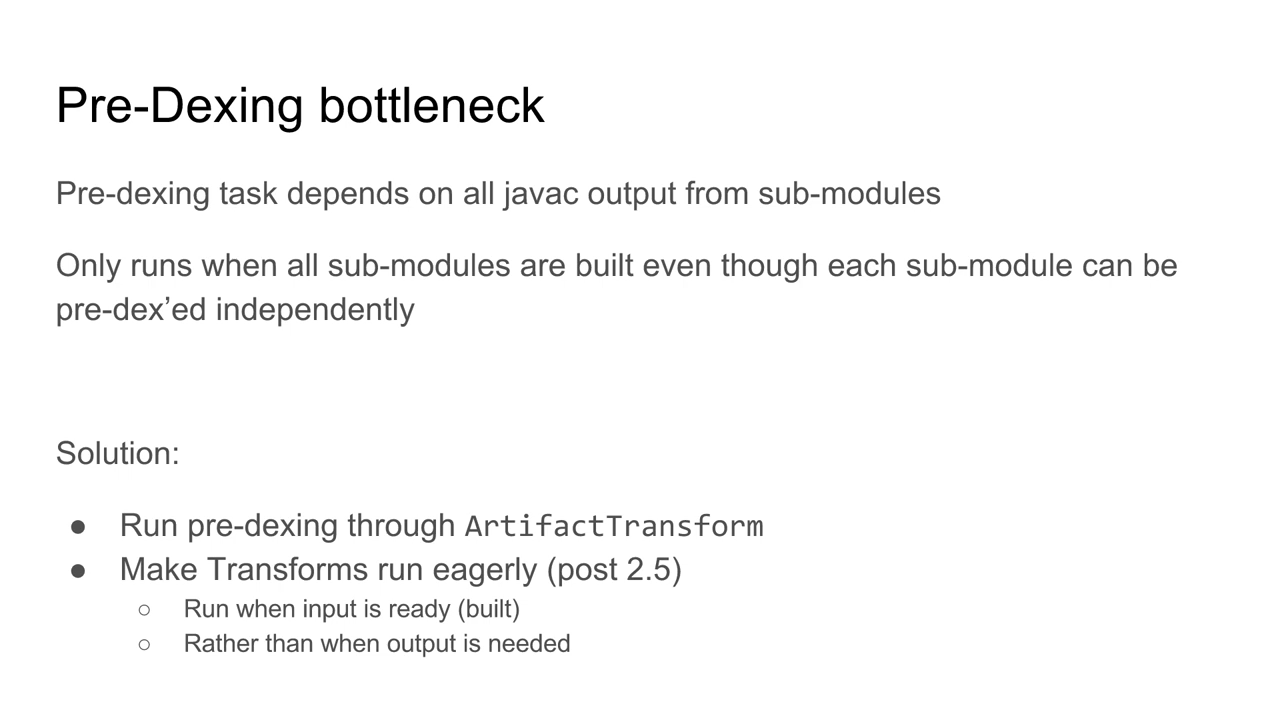 Pre-Dexing bottleneck
Pre-dexing task depends on all javac output from sub-modules
Only runs when all sub-modules are built even though each sub-module can be
pre-dex’ed independently
Solution:
● Run pre-dexing through ArtifactTransform
● Make Transforms run eagerly (post 2.5)
○ Run when input is ready (built)
○ Rather than when output is needed